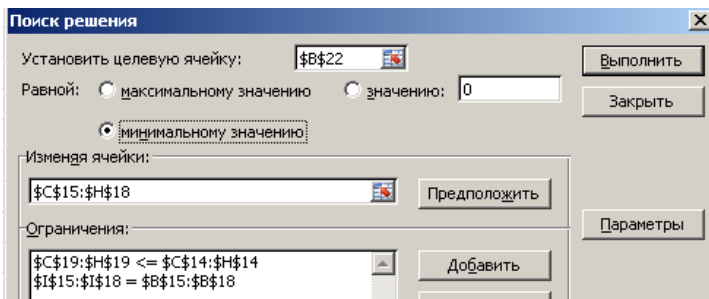 Поиск решения
Установить целевую ячейку: $B$22 Выполнить
Равной: максимальному значению значению: 0 Закрыть
минимальному значению
Изменяя ячейки:
$C$15:$H$18 Предположить
Ограничения: Параметры
$C$19:$H$19 <= $C$14:$H$14 Добавить
$I$15:$I$18 = $B$15:$B$18